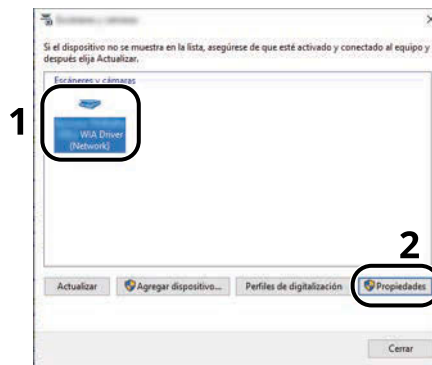 Si el dispositivo no se muestra en la lista, asegúrese de que esté activado y conectado al equipo y
después elija Actualizar.
Escáneres y cámaras
1
WIA Driver
(Network)
2
Actualizar
Agregar dispositivo...
Perfiles de digitalización
Propiedades
Cerrar